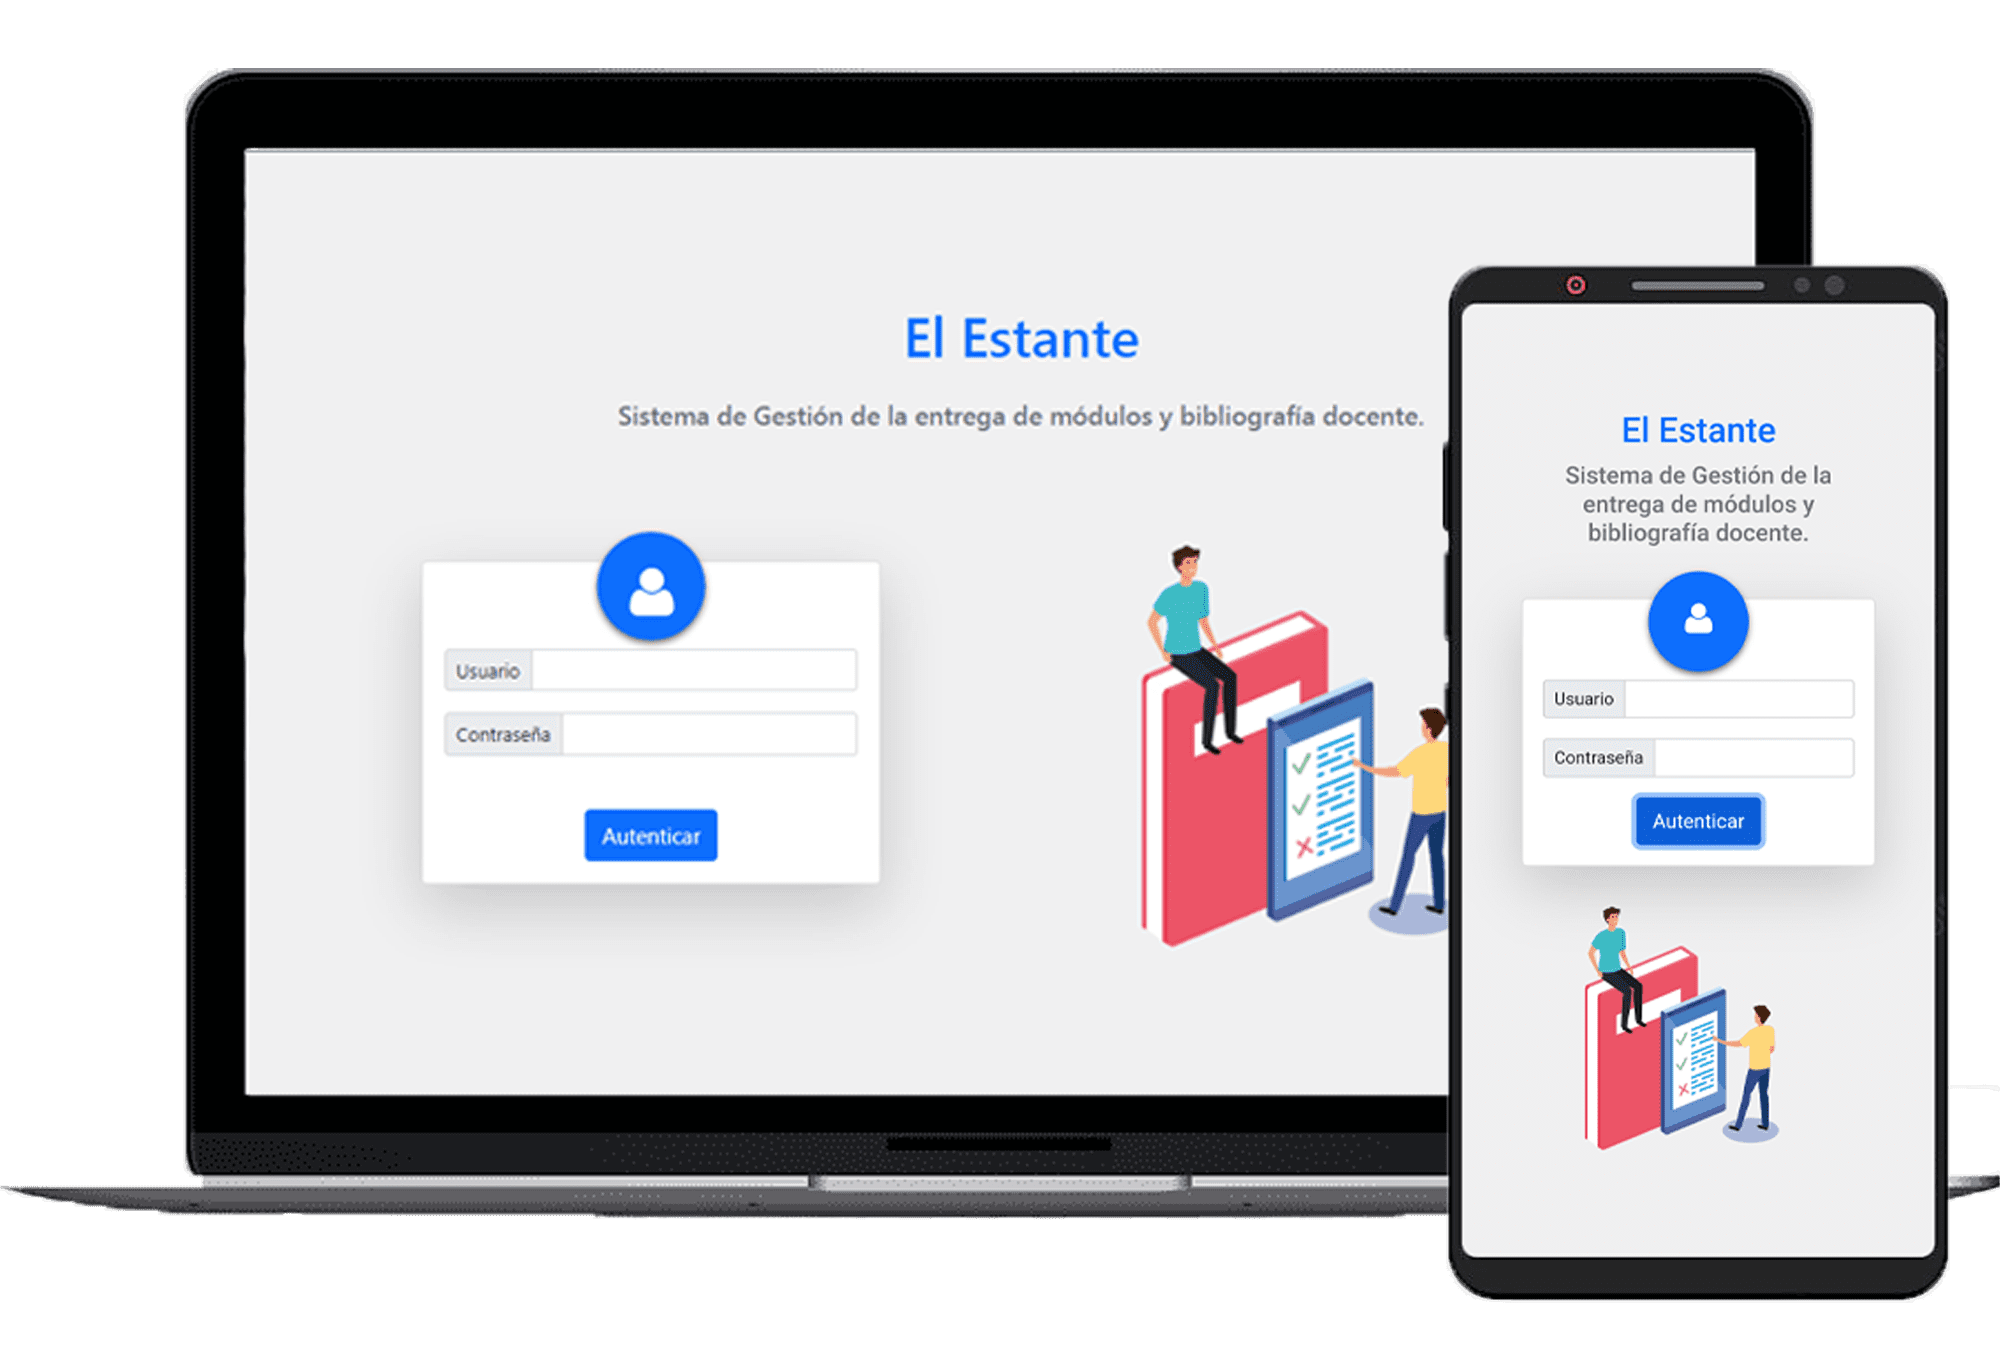 El Estante
Sistema de Gestión de la entrega de módulos y bibliografía docente.
Usuario
Contraseña
Autenticar
El Estante
Sistema de Gestión de la
entrega de módulos y
bibliografía docente.
Usuario
Contraseña
Autenticar